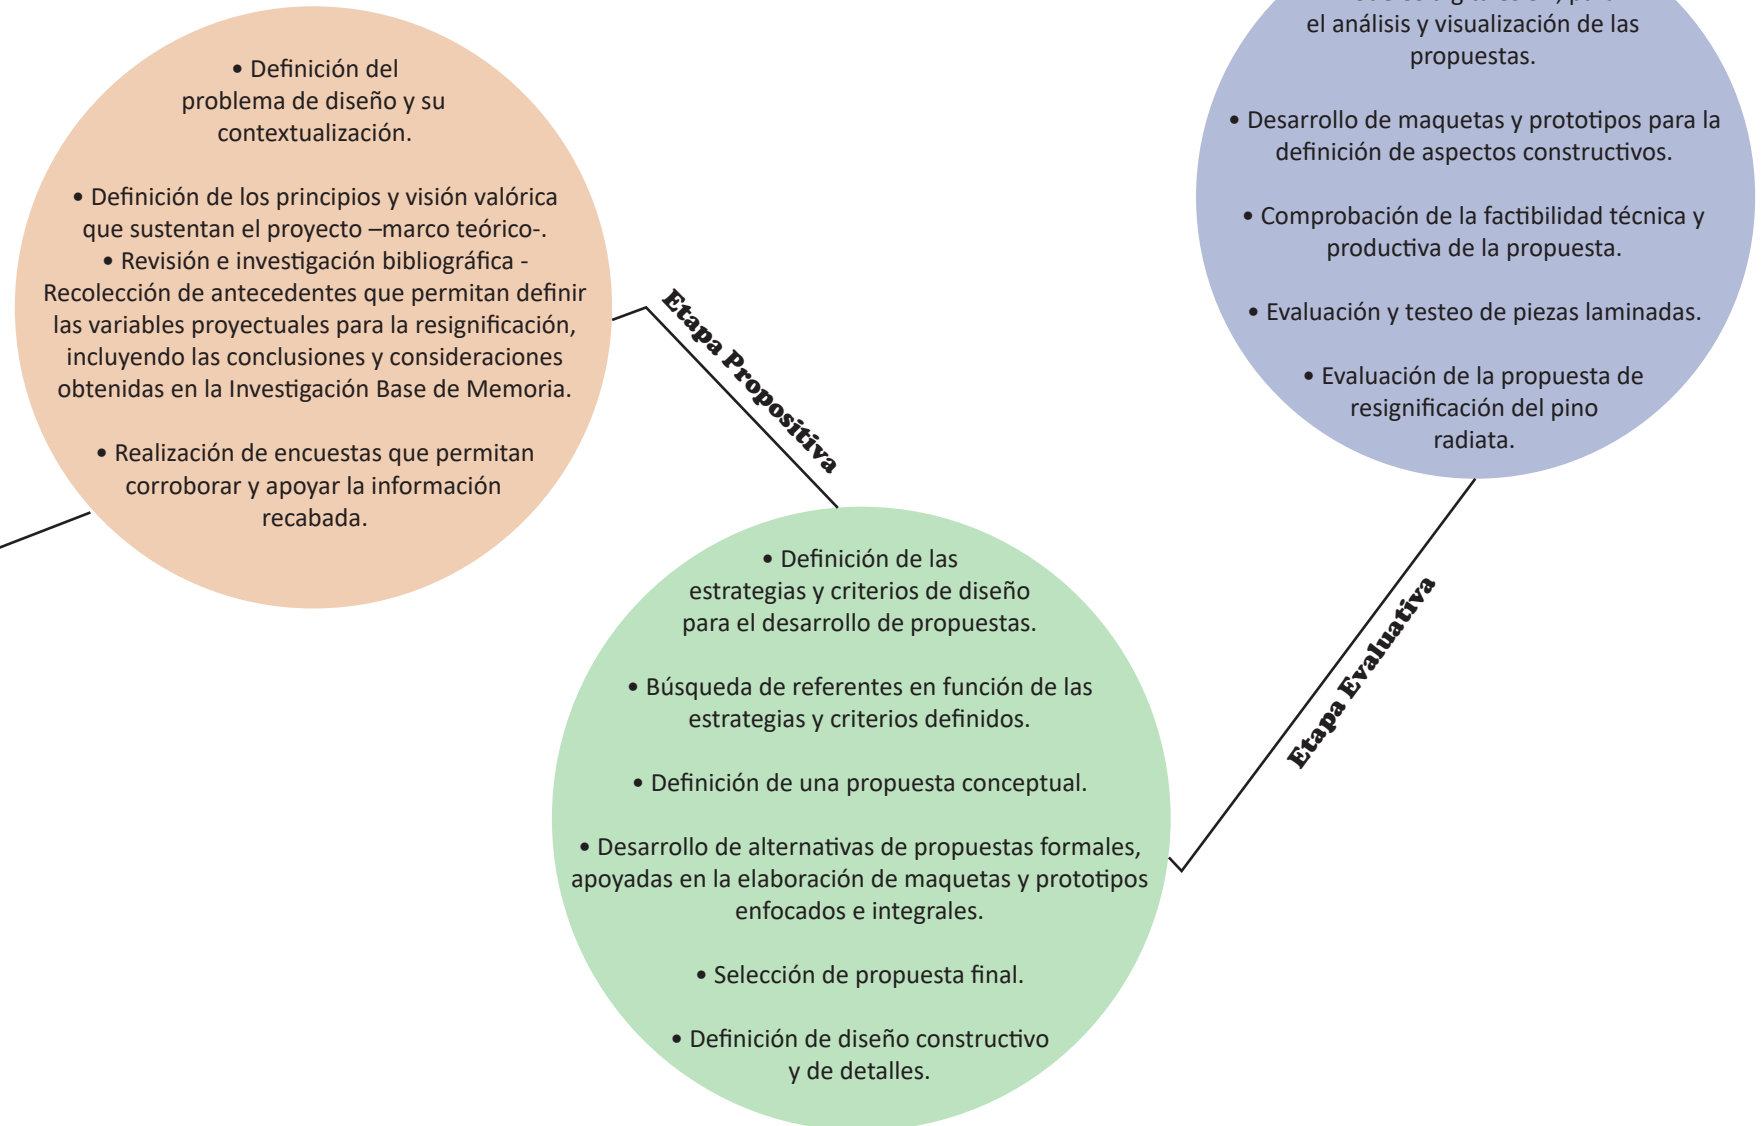 • Definición del
problema de diseño y su
contextualización.
• Definición de los principios y visión valórica
que sustentan el proyecto –marco teórico-.
• Revisión e investigación bibliográfica -
Recolección de antecedentes que permitan definir
las variables proyectuales para la resignificación,
incluyendo las conclusiones y consideraciones
obtenidas en la Investigación Base de Memoria.
• Realización de encuestas que permitan
corroborar y apoyar la información
recabada.
Etapa Propositiva
• Definición de las
estrategias y criterios de diseño
para el desarrollo de propuestas.
• Búsqueda de referentes en función de las
estrategias y criterios definidos.
• Definición de una propuesta conceptual.
• Desarrollo de alternativas de propuestas formales,
apoyadas en la elaboración de maquetas y prototipos
enfocados e integrales.
• Selección de propuesta final.
• Definición de diseño constructivo
y de detalles.
Etapa Evaluativa
el análisis y visualización de las
propuestas.
• Desarrollo de maquetas y prototipos para la
definición de aspectos constructivos.
• Comprobación de la factibilidad técnica y
productiva de la propuesta.
• Evaluación y testeo de piezas laminadas.
• Evaluación de la propuesta de
resignificación del pino
radiata.